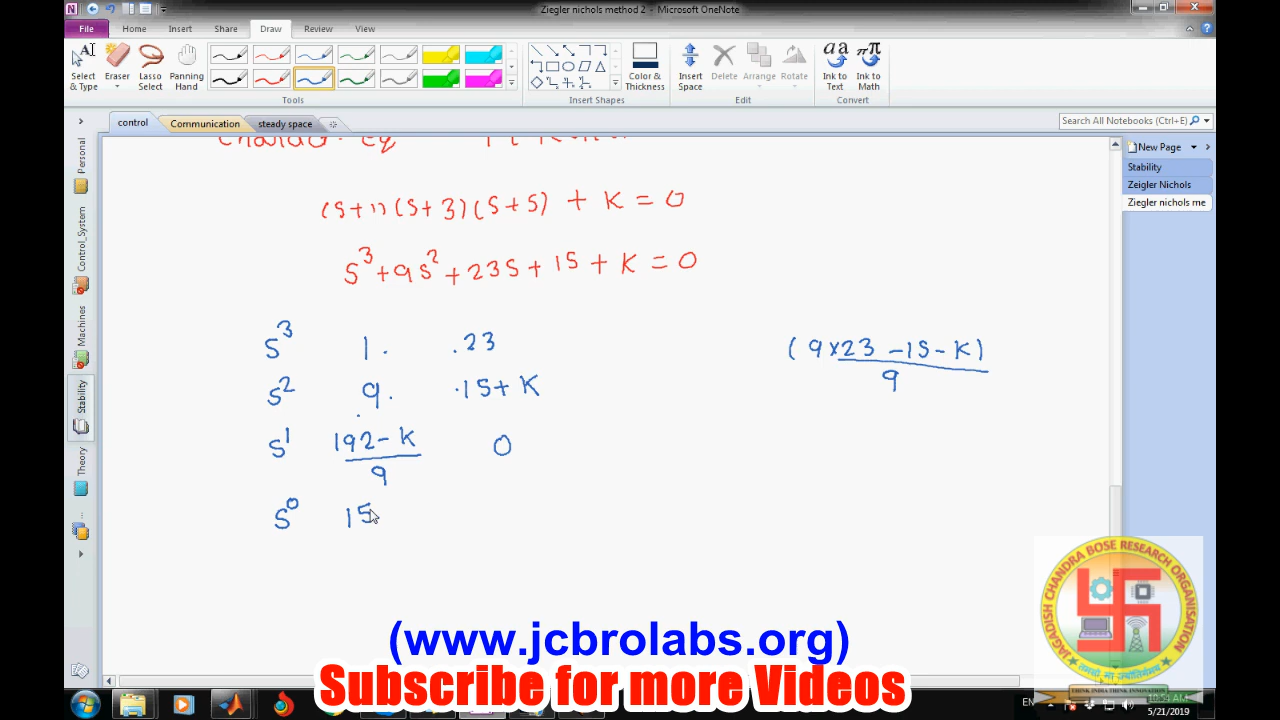 Ziegler nichols method 2 - Microsoft OneNote
File Home Insert Share Draw Review View
Select & Type Eraser Lasso Select Panning Hand Color & Thickness Insert Space Delete Arrange Rotate Ink to Text Ink to Math
Tools Insert Shapes Edit Convert
control Communication steady space Search All Notebooks (Ctrl+E)
New Page
Stability
Zeigler Nichols
Ziegler nichols me
Personal
Control_System
Machines
Stability
Theory
(s+1)(s+3)(s+5) + K = 0
s³+9s²+23s+15+K=0
s³ 1 .23
s² 9 .15+K
s¹ 192-K/9 0
s⁰ 15
(9×23-15-K)/9
(www.jcbrolabs.org)
Subscribe for more Videos
JAGADISH CHANDRA BOSE RESEARCH ORGANISATION
THINK INDIA THINK INNOVATION
EN
5/21/2019